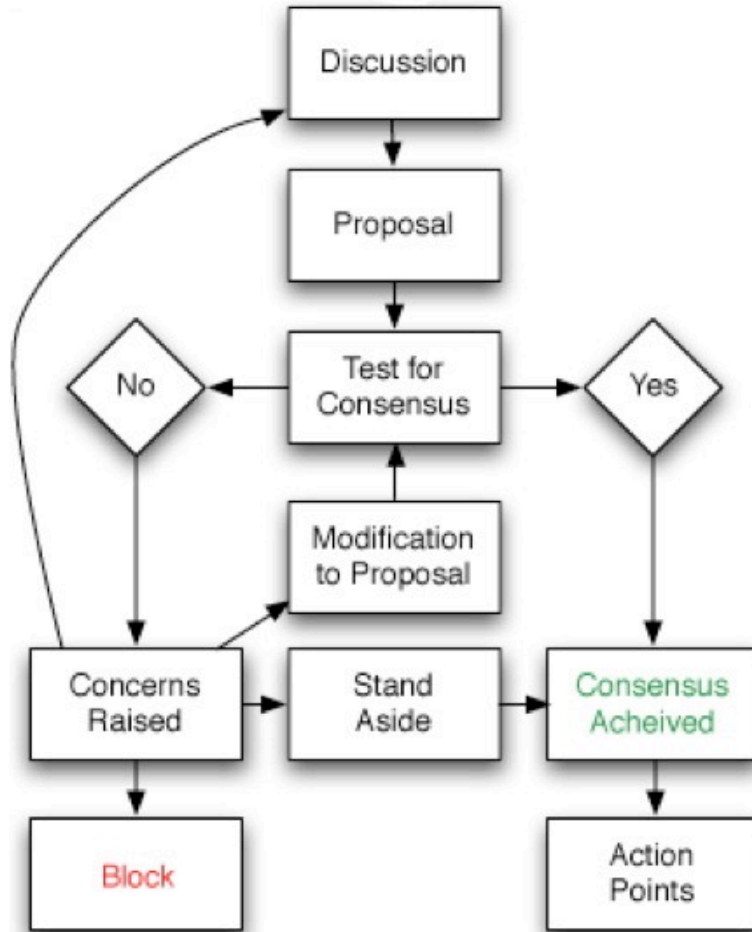 Discussion
Proposal
No
Test for
Consensus
Yes
Modification
to Proposal
Concerns
Raised
Stand
Aside
Consensus
Acheived
Block
Action
Points